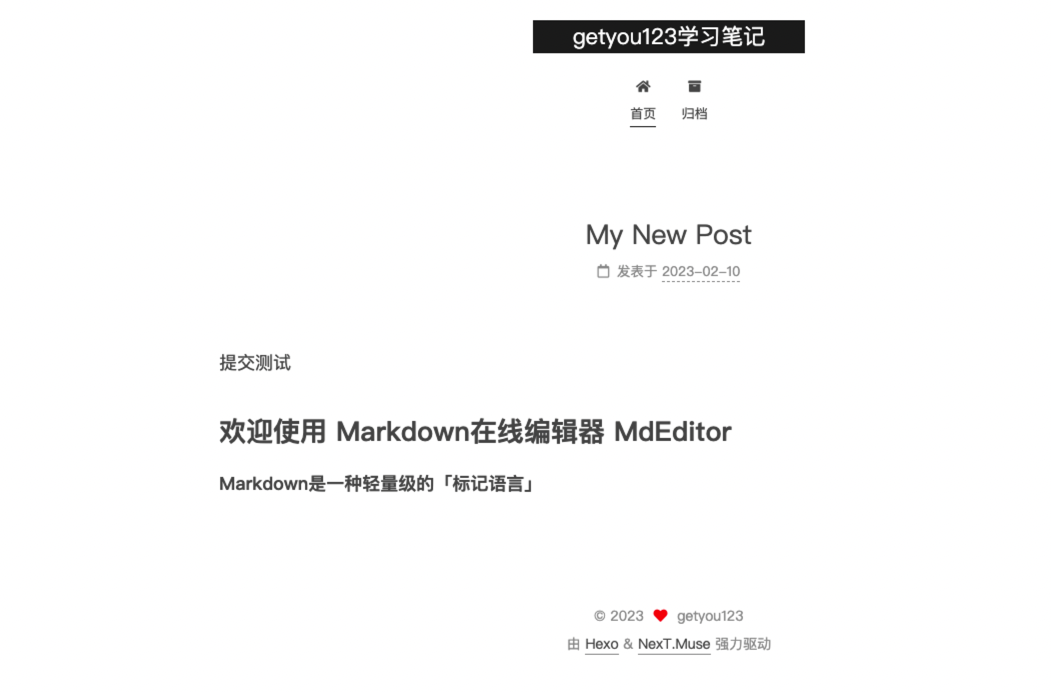 getyou123学习笔记
首页 归档
My New Post
发表于 2023-02-10
提交测试
欢迎使用 Markdown在线编辑器 MdEditor
Markdown是一种轻量级的「标记语言」
© 2023 getyou123
由 Hexo & NexT.Muse 强力驱动